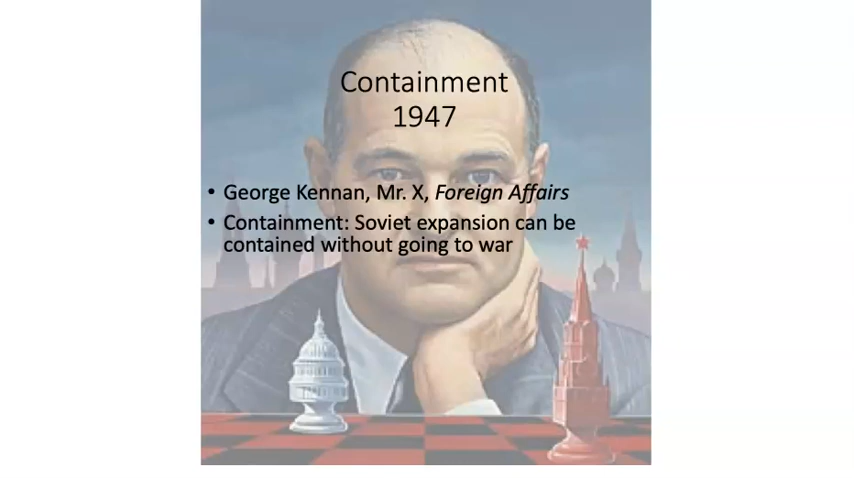 Containment
1947
• George Kennan, Mr. X, Foreign Affairs
• Containment: Soviet expansion can be
contained without going to war